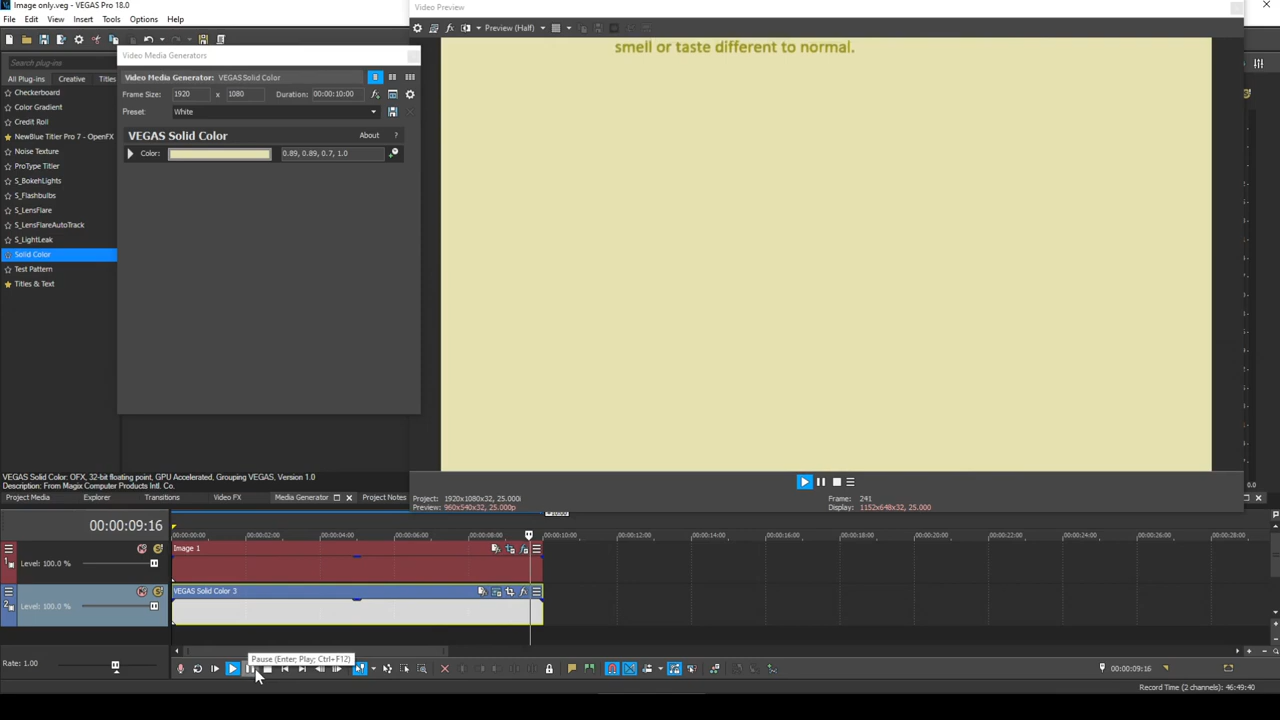 Image only.veg - VEGAS Pro 18.0
File Edit View Insert Tools Options Help
Search plug-ins
All Plug-ins Creative Titles
Checkerboard
Color Gradient
Credit Roll
NewBlue Titler Pro 7 - OpenFX
Noise Texture
ProType Titler
S_BokehLights
S_Flashbulbs
S_LensFlare
S_LensFlareAutoTrack
S_LightLeak
Solid Color
Test Pattern
Titles & Text
Video Media Generators
Video Media Generator: VEGAS Solid Color
Frame Size: 1920 x 1080 Duration: 00:00:10:00
Preset: White
VEGAS Solid Color About ?
Color: 0.89, 0.89, 0.7, 1.0
Video Preview
Preview (Half)
smell or taste different to normal.
VEGAS Solid Color: OFX, 32-bit floating point, GPU Accelerated, Grouping VEGAS, Version 1.0
Description: From Magix Computer Products Intl. Co.
Project Media Explorer Transitions Video FX Media Generator Project Notes
Project: 1920x1080x32, 25.000i
Preview: 960x540x32, 25.000p
Frame: 241
Display: 1152x648x32, 25.000
00:00:09:16
00:00:00:00 00:00:02:00 00:00:04:00 00:00:06:00 00:00:08:00 00:00:10:00 00:00:12:00 00:00:14:00 00:00:16:00 00:00:18:00 00:00:20:00 00:00:22:00 00:00:24:00 00:00:26:00 00:00:28:00
1 Level: 100.0 %
Image 1
2 Level: 100.0 %
VEGAS Solid Color 3
Rate: 1.00
Pause (Enter; Play; Ctrl+F12)
00:00:09:16
Record Time (2 channels): 46:49:40